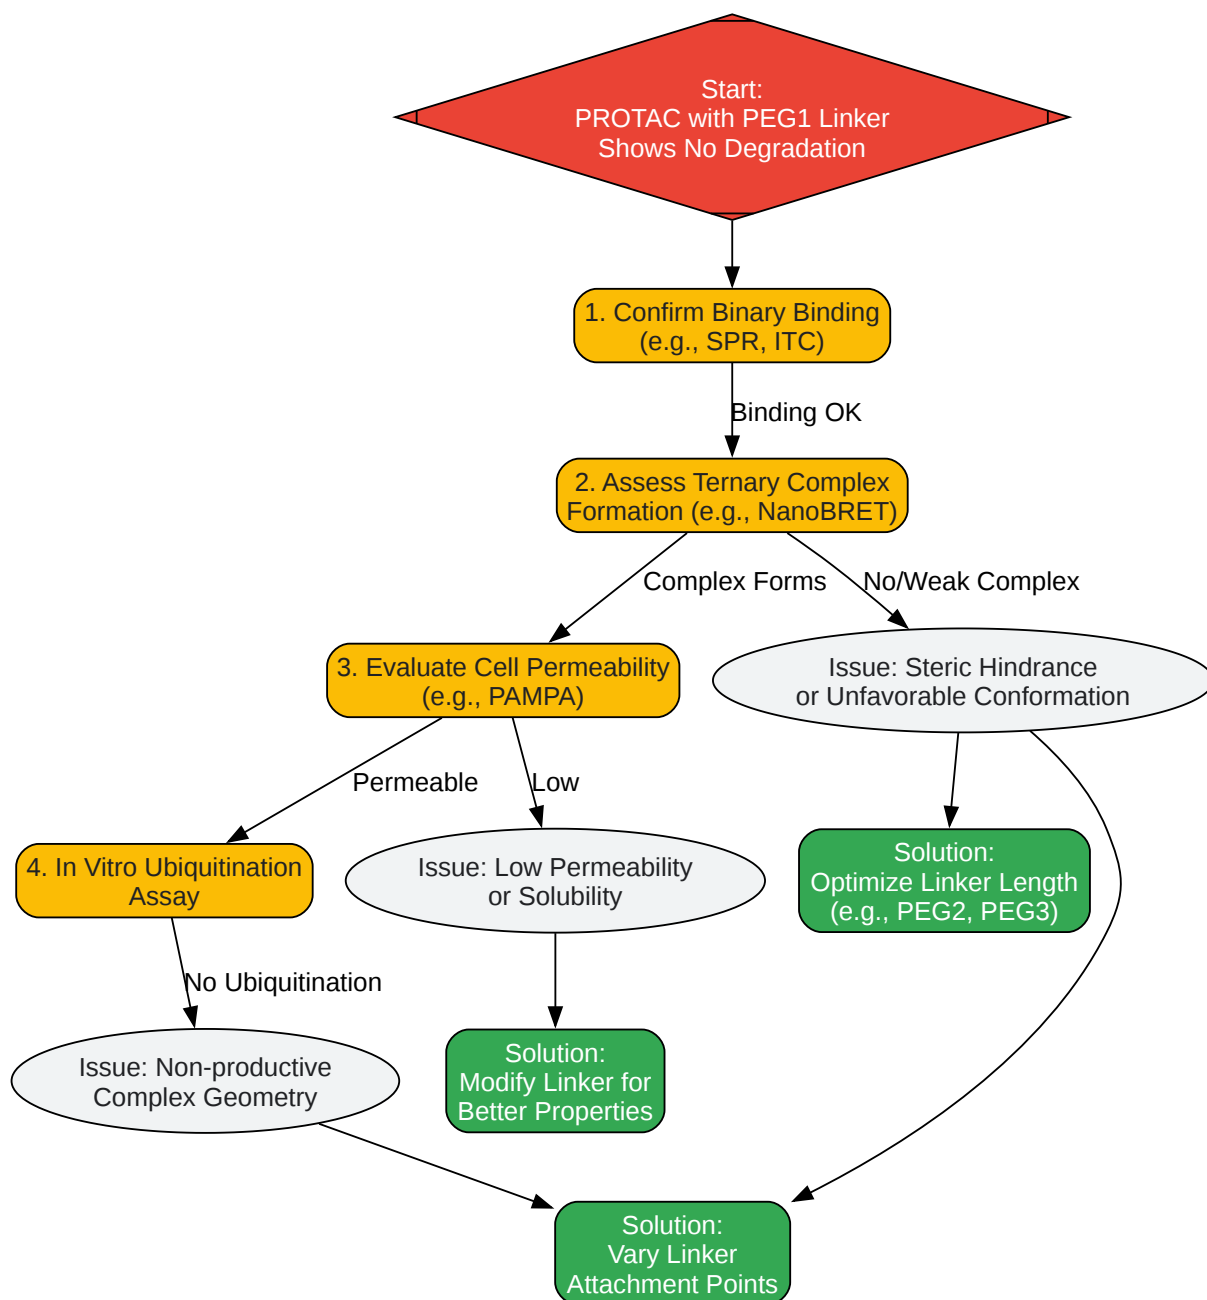 Start:
PROTAC with PEG1 Linker
Shows No Degradation
1. Confirm Binary Binding
(e.g., SPR, ITC)
Binding OK
2. Assess Ternary Complex
Formation (e.g., NanoBRET)
Complex Forms
No/Weak Complex
3. Evaluate Cell Permeability
(e.g., PAMPA)
Issue: Steric Hindrance
or Unfavorable Conformation
Permeable
Low
4. In Vitro Ubiquitination
Assay
Issue: Low Permeability
or Solubility
Solution:
Optimize Linker Length
(e.g., PEG2, PEG3)
No Ubiquitination
Issue: Non-productive
Complex Geometry
Solution:
Modify Linker for
Better Properties
Solution:
Vary Linker
Attachment Points